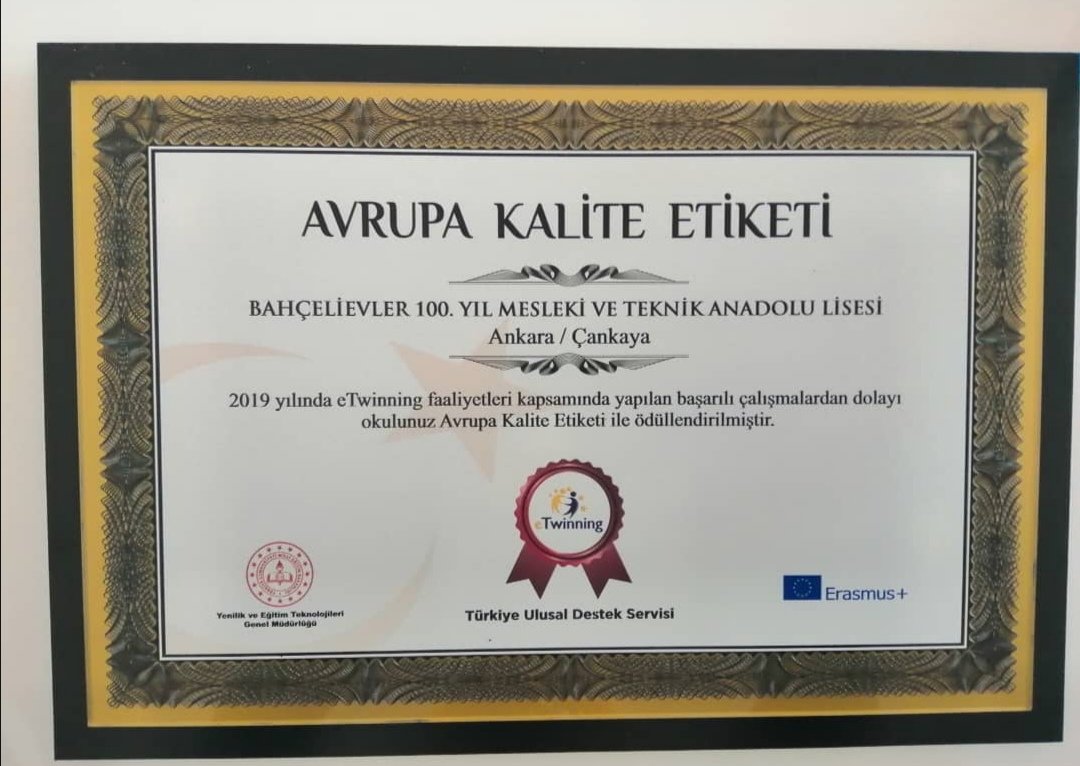 AVRUPA KALİTE ETİKETİ
BAHÇELİEVLER 100. YIL MESLEKİ VE TEKNİK ANADOLU LİSESİ
Ankara / Çankaya
2019 yılında eTwinning faaliyetleri kapsamında yapılan başarılı çalışmalardan dolayı
okulunuz Avrupa Kalite Etiketi ile ödüllendirilmiştir.
eTwinning
Yenilik ve Eğitim Teknolojileri
Genel Müdürlüğü
Türkiye Ulusal Destek Servisi
Erasmus+